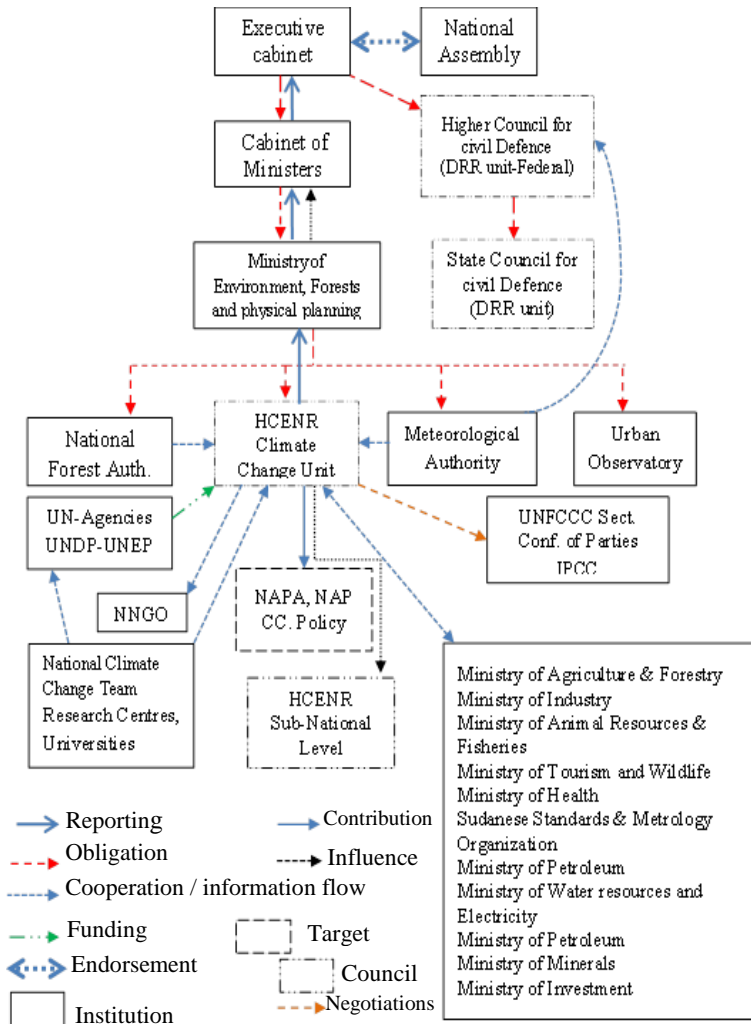 Executive
cabinet
National
Assembly
Cabinet of
Ministers
Higher Council for
civil Defence
(DRR unit-Federal)
Ministry of
Environment, Forests
and physical planning
State Council for
civil Defence
(DRR unit)
National
Forest Auth.
HCENR
Climate
Change Unit
Meteorological
Authority
Urban
Observatory
UN-Agencies
UNDP-UNEP
UNFCCC Sect.
Conf. of Parties
IPCC
NNGO
NAPA, NAP
CC. Policy
National Climate
Change Team
Research Centres,
Universities
HCENR
Sub-National
Level
Ministry of Agriculture & Forestry
Ministry of Industry
Ministry of Animal Resources &
Fisheries
Ministry of Tourism and Wildlife
Ministry of Health
Sudanese Standards & Metrology
Organization
Ministry of Petroleum
Ministry of Water resources and
Electricity
Ministry of Petroleum
Ministry of Minerals
Ministry of Investment
Reporting
Contribution
Obligation
Influence
Cooperation / information flow
Funding
Target
Endorsement
Council
Institution
Negotiations